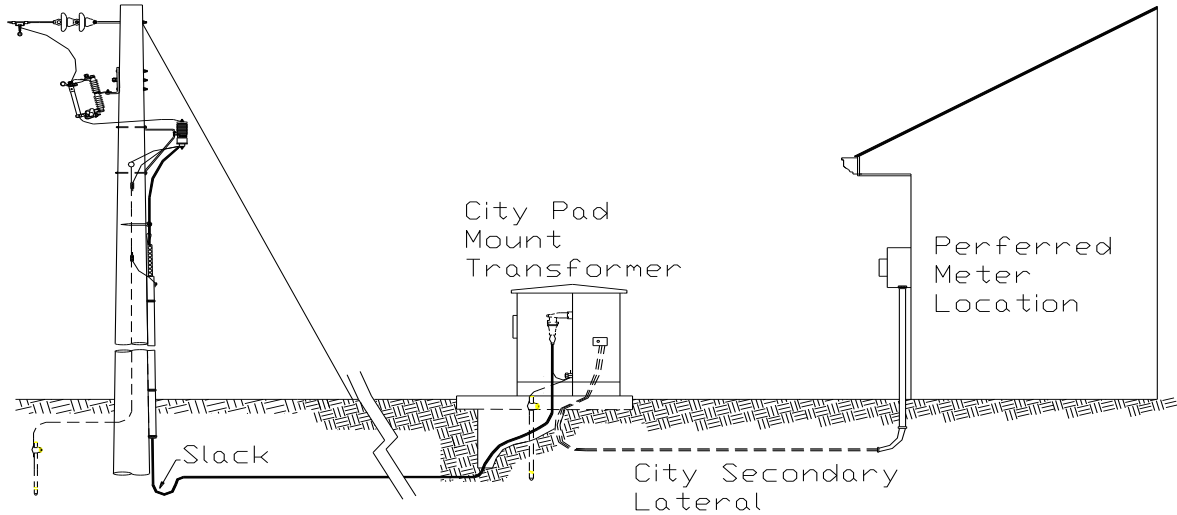 City Pad
Mount
Transformer
Perferred
Meter
Location
Slack
City Secondary
Lateral